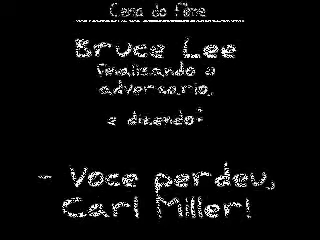 Cena do filme
Bruce Lee
finalizando o
adversario,
e dizendo:
- Voce perdeu,
Carl Miller!